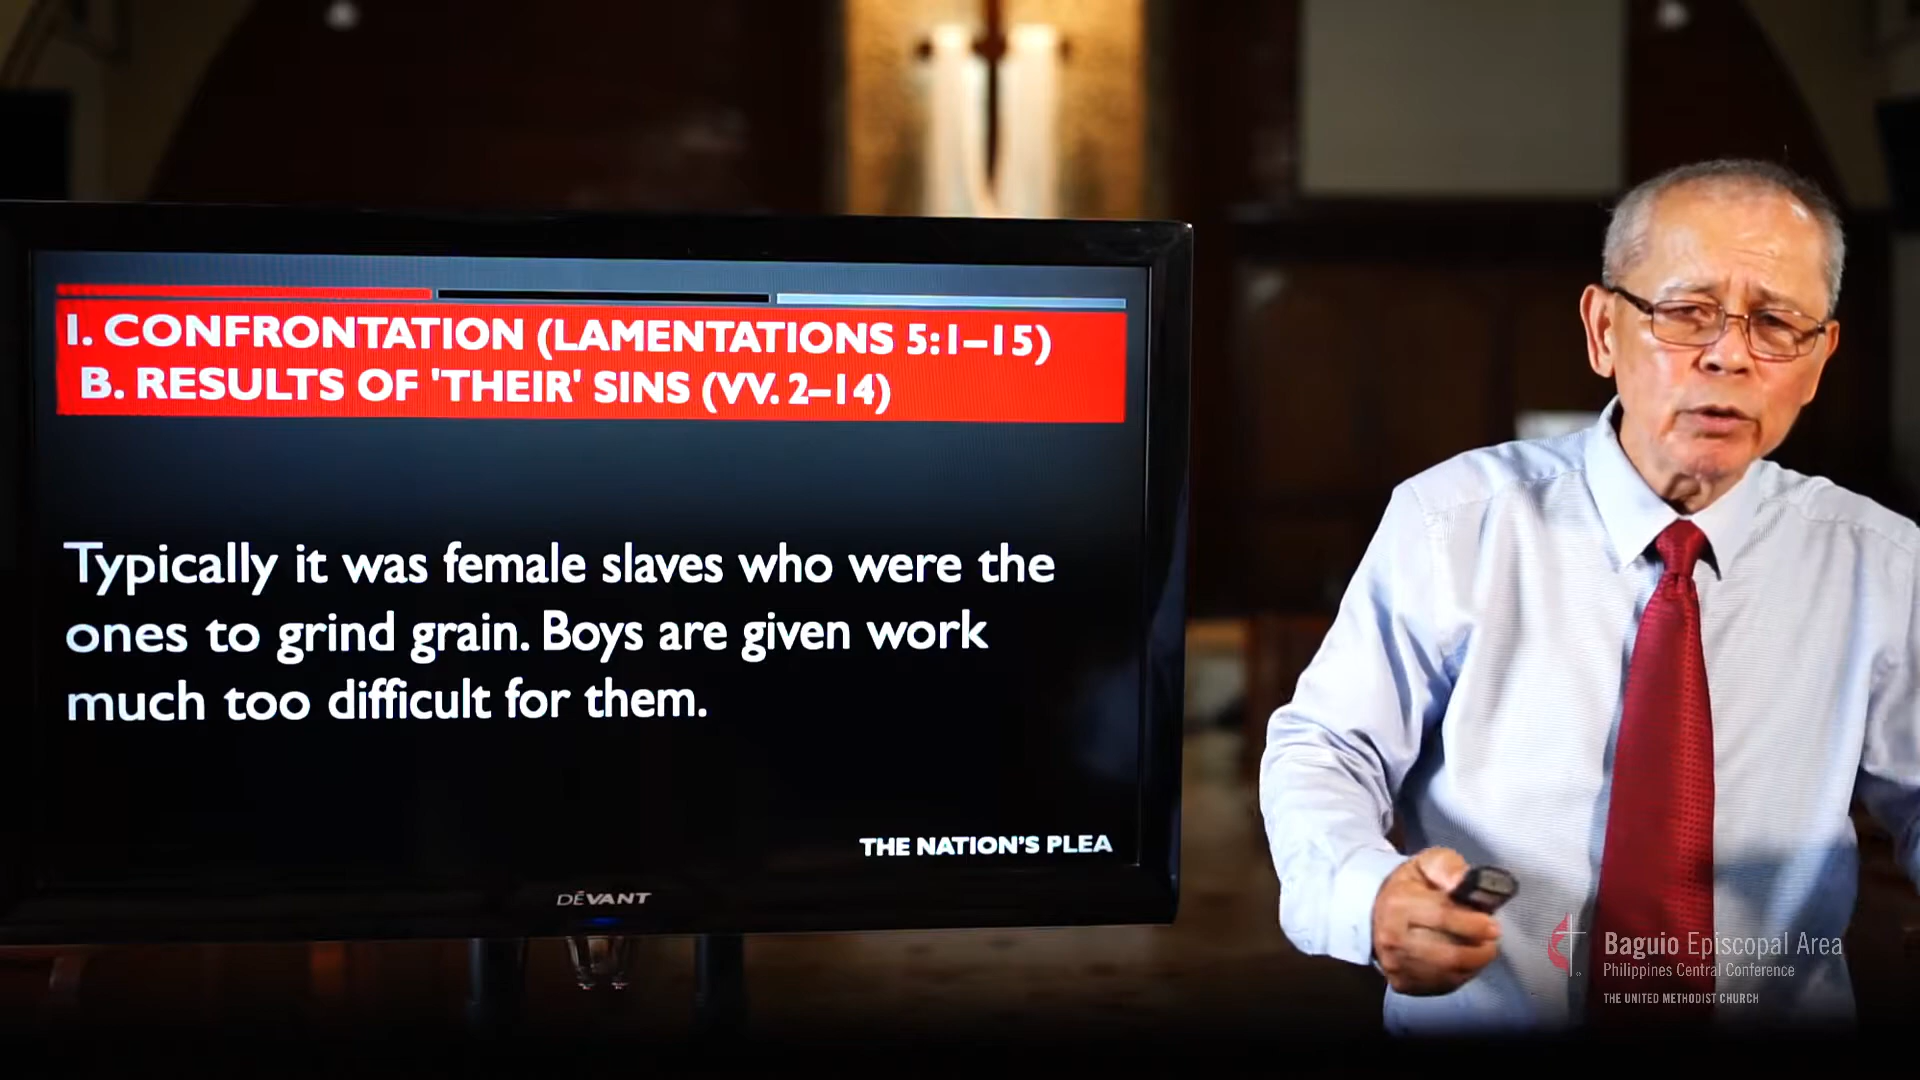 I. CONFRONTATION (LAMENTATIONS 5:1–15)
B. RESULTS OF 'THEIR' SINS (VV. 2–14)
Typically it was female slaves who were the
ones to grind grain. Boys are given work
much too difficult for them.
THE NATION'S PLEA
DEVANT
Baguio Episcopal Area
Philippines Central Conference
THE UNITED METHODIST CHURCH